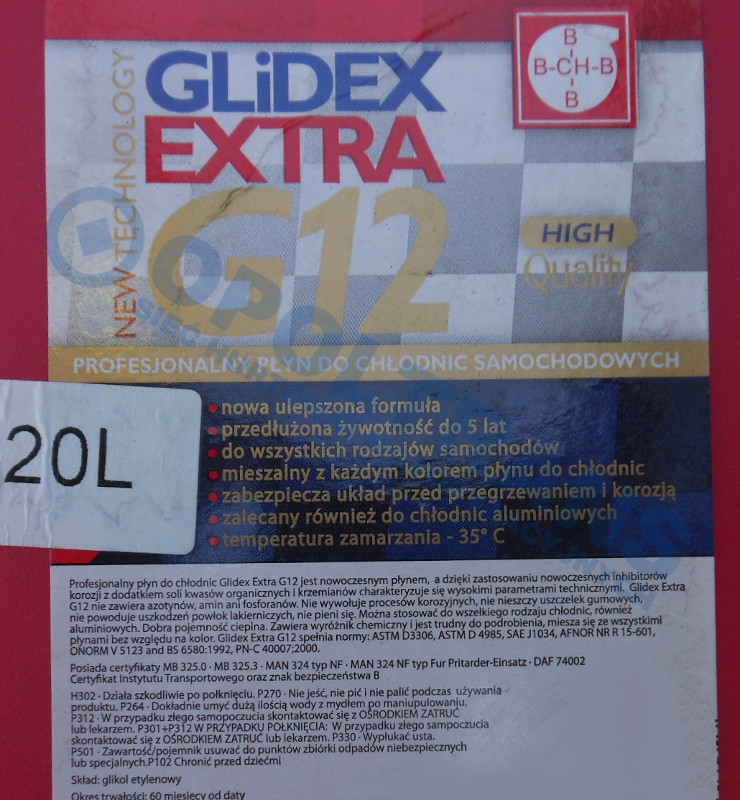 B
B-CH-B
B
NEW TECHNOLOGY
GLiDEX
EXTRA
G12
HIGH
Quality
PROFESJONALNY PŁYN DO CHŁODNIC SAMOCHODOWYCH
20L
• nowa ulepszona formuła
• przedłużona żywotność do 5 lat
• do wszystkich rodzajów samochodów
• mieszalny z każdym kolorem płynu do chłodnic
• zabezpiecza układ przed przegrzewaniem i korozją
• zalecany również do chłodnic aluminiowych
• temperatura zamarzania - 35° C
Profesjonalny płyn do chłodnic Glidex Extra G12 jest nowoczesnym płynem, a dzięki zastosowaniu nowoczesnych inhibitorów
korozji z dodatkiem soli kwasów organicznych i krzemianów charakteryzuje się wysokimi parametrami technicznymi. Glidex Extra
G12 nie zawiera azotynów, amin ani fosforanów. Nie wywołuje procesów korozyjnych, nie niszczy uszczelek gumowych,
nie powoduje uszkodzeń powłok lakierniczych, nie pieni się. Można stosować do wszelkiego rodzaju chłodnic, również
aluminiowych. Dobra pojemność cieplna. Zawiera wyróżnik chemiczny i jest trudny do podrobienia, miesza się ze wszystkimi
płynami bez względu na kolor. Glidex Extra G12 spełnia normy: ASTM D3306, ASTM D 4985, SAE J1034, AFNOR NR R 15-601,
ONORM V 5123 and BS 6580:1992, PN-C 40007;2000.
Posiada certyfikaty MB 325.0 · MB 325.3 · MAN 324 typ NF · MAN 324 NF typ Fur Pritarder-Einsatz · DAF 74002
Certyfikat Instytutu Transportowego oraz znak bezpieczeństwa B
H302 · Działa szkodliwie po połknięciu. P270 · Nie jeść, nie pić i nie palić podczas używania
produktu. P264 · Dokładnie umyć dużą ilością wody z mydłem po manipulowaniu.
P312 · W przypadku złego samopoczucia skontaktować się z OŚRODKIEM ZATRUĆ
lub lekarzem. P301+P312 W PRZYPADKU POŁKNIĘCIA: W przypadku złego samopoczucia
skontaktować się z OŚRODKIEM ZATRUĆ lub lekarzem. P330 · Wypłukać usta.
P501 · Zawartość/pojemnik usuwać do punktów zbiórki odpadów niebezpiecznych
lub specjalnych.P102 Chronić przed dziećmi
Skład: glikol etylenowy
Okres trwałości: 60 miesięcy od daty